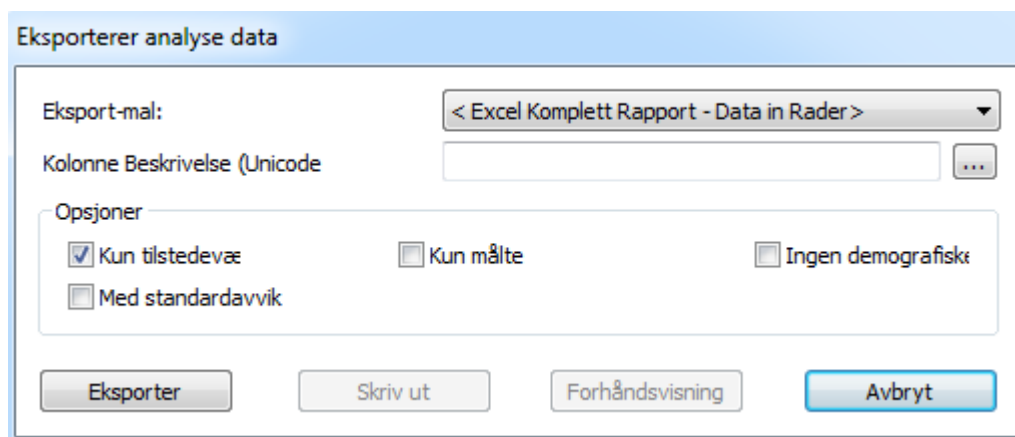 Eksporterer analyse data
Eksport-mal: < Excel Komplett Rapport - Data in Rader >
Kolonne Beskrivelse (Unicode ...
Opsjoner
Kun tilstedevæ Kun målte Ingen demografiske
Med standardavvik
Eksporter Skriv ut Forhåndsvisning Avbryt